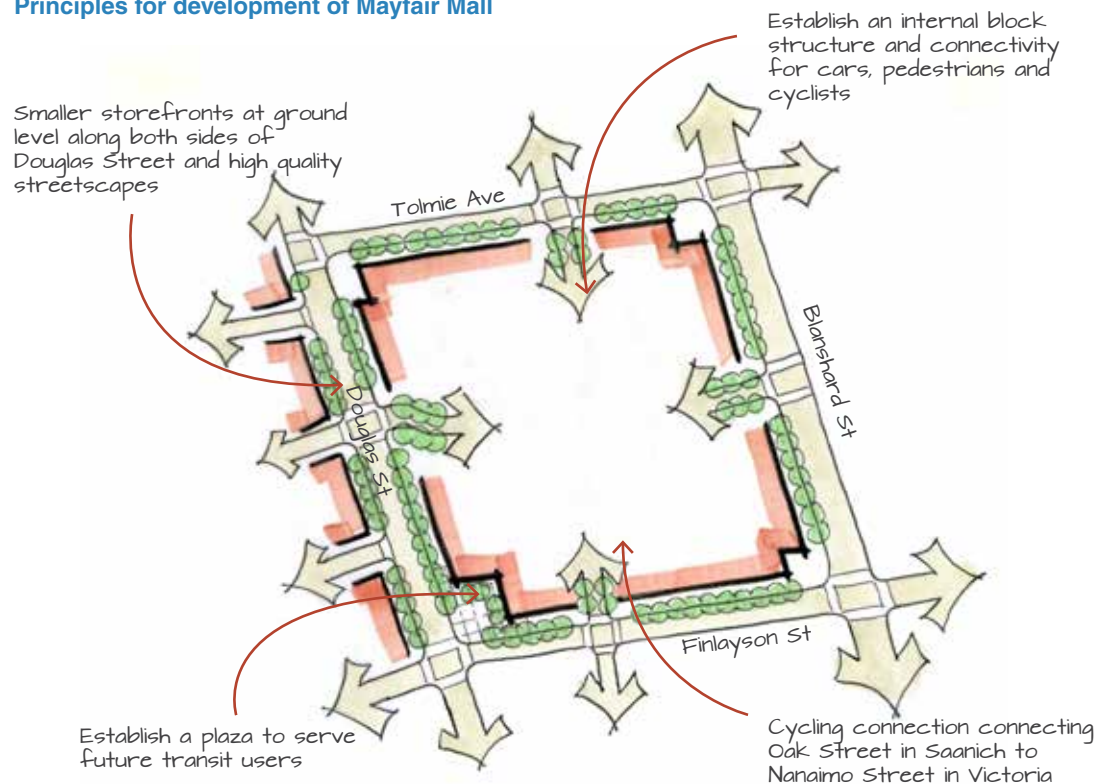 Principles for development of Mayfair Mall
Establish an internal block
structure and connectivity
for cars, pedestrians and
cyclists
Smaller storefronts at ground
level along both sides of
Douglas Street and high quality
streetscapes
Tolmie Ave
Blanshard St
Douglas St
Finlayson St
Establish a plaza to serve
future transit users
Cycling connection connecting
Oak Street in Saanich to
Nanaimo Street in Victoria